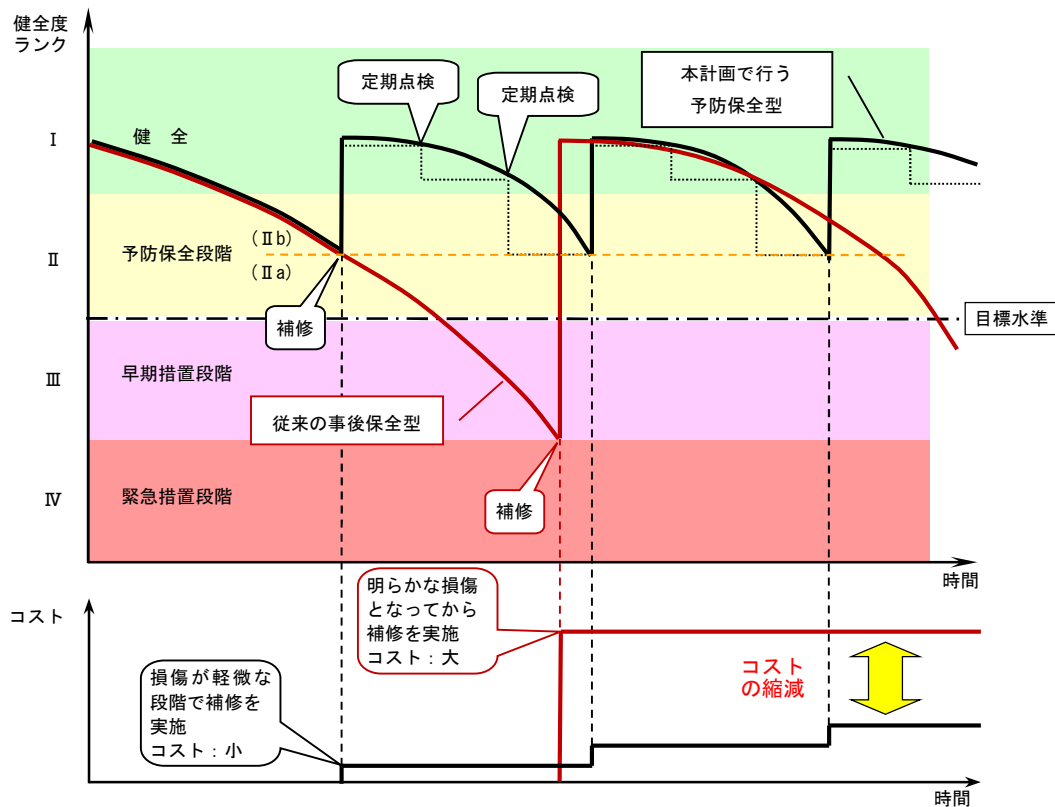 健全度
ランク
定期点検
定期点検
本計画で行う
予防保全型
Ⅰ
健 全
Ⅱ
予防保全段階
(Ⅱb)
(Ⅱa)
補修
目標水準
Ⅲ
早期措置段階
従来の事後保全型
Ⅳ
緊急措置段階
補修
時間
コスト
明らかな損傷
となってから
補修を実施
コスト：大
損傷が軽微な
段階で補修を
実施
コスト：小
コスト
の縮減
時間